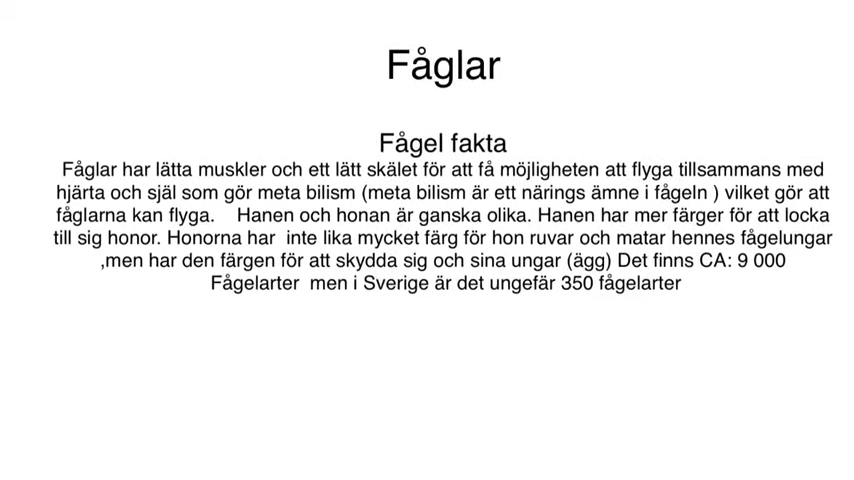 Fåglar
Fågel fakta
Fåglar har lätta muskler och ett lätt skälet för att få möjligheten att flyga tillsammans med
hjärta och själ som gör meta bilism (meta bilism är ett närings ämne i fågeln ) vilket gör att
fåglarna kan flyga.    Hanen och honan är ganska olika. Hanen har mer färger för att locka
till sig honor. Honorna har  inte lika mycket färg för hon ruvar och matar hennes fågelungar
,men har den färgen för att skydda sig och sina ungar (ägg) Det finns CA: 9 000
Fågelarter  men i Sverige är det ungefär 350 fågelarter